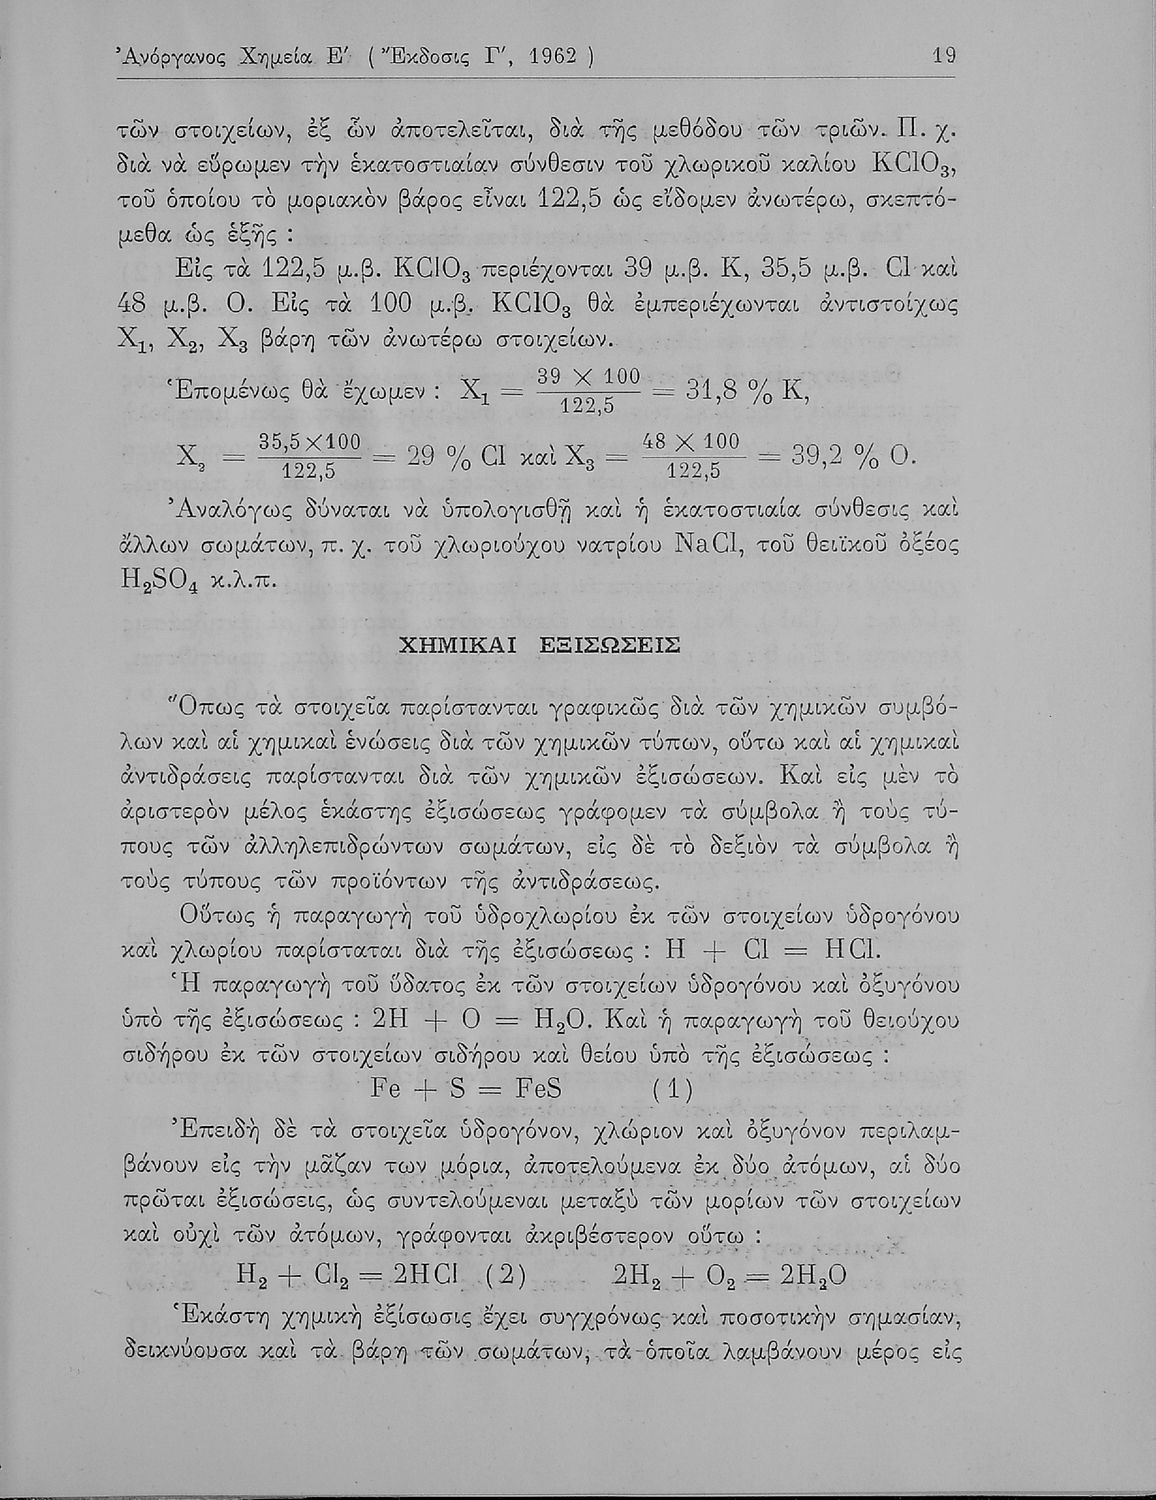 Ἀνόργανος Χημεία Ε′ ( Ἔκδοσις Γ′, 1962 ) 19
τῶν στοιχείων, ἐξ ὧν ἀποτελεῖται, διὰ τῆς μεθόδου τῶν τριῶν. Π. χ.
διὰ νὰ εὕρωμεν τὴν ἑκατοστιαίαν σύνθεσιν τοῦ χλωρικοῦ καλίου KClO₃,
τοῦ ὁποίου τὸ μοριακὸν βάρος εἶναι 122,5 ὡς εἴδομεν ἀνωτέρω, σκεπτό-
μεθα ὡς ἑξῆς :
Εἰς τὰ 122,5 μ.β. KClO₃ περιέχονται 39 μ.β. K, 35,5 μ.β. Cl καὶ
48 μ.β. O. Εἰς τὰ 100 μ.β. KClO₃ θὰ ἐμπεριέχωνται ἀντιστοίχως
X₁, X₂, X₃ βάρη τῶν ἀνωτέρω στοιχείων.
Ἑπομένως θὰ ἔχωμεν : X₁ = 39 X 100 / 122,5 = 31,8 % K,
X₂ = 35,5X100 / 122,5 = 29 % Cl καὶ X₃ = 48 X 100 / 122,5 = 39,2 % O.
Ἀναλόγως δύναται νὰ ὑπολογισθῇ καὶ ἡ ἑκατοστιαία σύνθεσις καὶ
ἄλλων σωμάτων, π. χ. τοῦ χλωριούχου νατρίου NaCl, τοῦ θειϊκοῦ ὀξέος
H₂SO₄ κ.λ.π.
ΧΗΜΙΚΑΙ ΕΞΙΣΩΣΕΙΣ
Ὅπως τὰ στοιχεῖα παρίστανται γραφικῶς διὰ τῶν χημικῶν συμβό-
λων καὶ αἱ χημικαὶ ἑνώσεις διὰ τῶν χημικῶν τύπων, οὕτω καὶ αἱ χημικαὶ
ἀντιδράσεις παρίστανται διὰ τῶν χημικῶν ἐξισώσεων. Καὶ εἰς μὲν τὸ
ἀριστερὸν μέλος ἑκάστης ἐξισώσεως γράφομεν τὰ σύμβολα ἢ τοὺς τύ-
πους τῶν ἀλληλεπιδρώντων σωμάτων, εἰς δὲ τὸ δεξιὸν τὰ σύμβολα ἢ
τοὺς τύπους τῶν προϊόντων τῆς ἀντιδράσεως.
Οὕτως ἡ παραγωγὴ τοῦ ὑδροχλωρίου ἐκ τῶν στοιχείων ὑδρογόνου
καὶ χλωρίου παρίσταται διὰ τῆς ἐξισώσεως : H + Cl = HCl.
Ἡ παραγωγὴ τοῦ ὕδατος ἐκ τῶν στοιχείων ὑδρογόνου καὶ ὀξυγόνου
ὑπὸ τῆς ἐξισώσεως : 2H + O = H₂O. Καὶ ἡ παραγωγὴ τοῦ θειούχου
σιδήρου ἐκ τῶν στοιχείων σιδήρου καὶ θείου ὑπὸ τῆς ἐξισώσεως :
Fe + S = FeS (1)
Ἐπειδὴ δὲ τὰ στοιχεῖα ὑδρογόνον, χλώριον καὶ ὀξυγόνον περιλαμ-
βάνουν εἰς τὴν μᾶζαν των μόρια, ἀποτελούμενα ἐκ δύο ἀτόμων, αἱ δύο
πρῶται ἐξισώσεις, ὡς συντελούμεναι μεταξὺ τῶν μορίων τῶν στοιχείων
καὶ οὐχὶ τῶν ἀτόμων, γράφονται ἀκριβέστερον οὕτω :
H₂ + Cl₂ = 2HCl (2) 2H₂ + O₂ = 2H₂O
Ἑκάστη χημικὴ ἐξίσωσις ἔχει συγχρόνως καὶ ποσοτικὴν σημασίαν,
δεικνύουσα καὶ τὰ βάρη τῶν σωμάτων, τὰ ὁποῖα λαμβάνουν μέρος εἰς